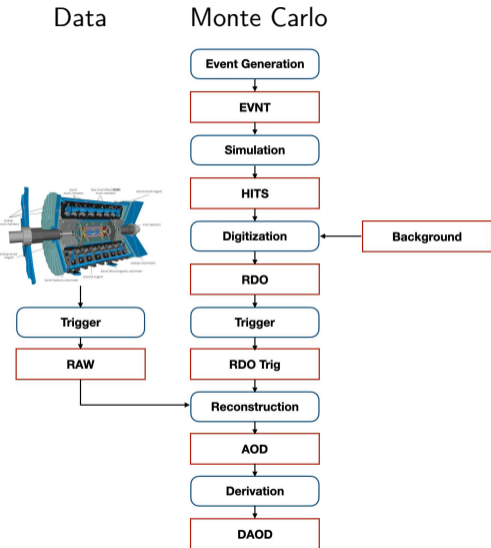 Data
Monte Carlo
Event Generation
EVNT
Simulation
HITS
Digitization
Background
RDO
Trigger
Trigger
RAW
RDO Trig
Reconstruction
AOD
Derivation
DAOD